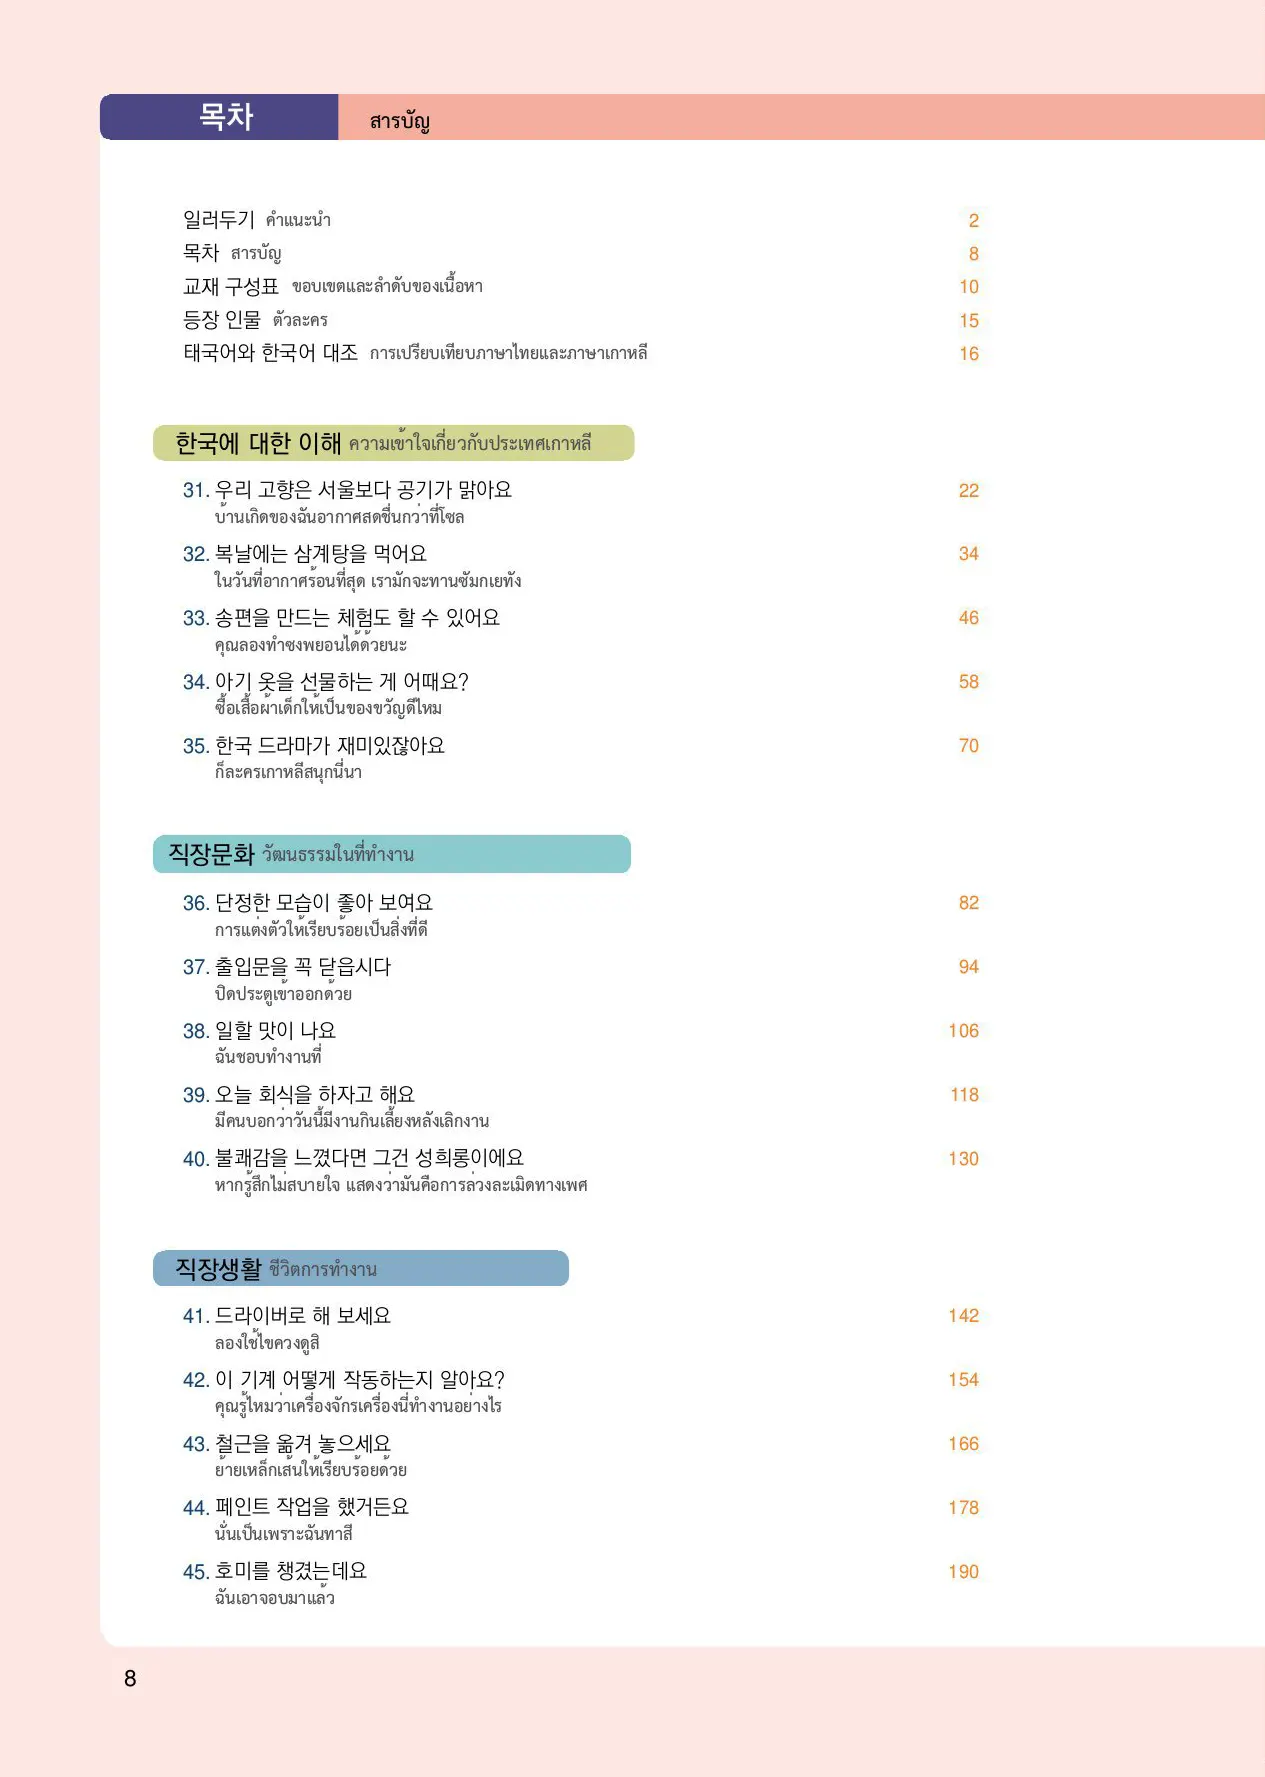 목차 สารบัญ
일러두기 คำแนะนำ 2
목차 สารบัญ 8
교재 구성표 ขอบเขตและลำดับของเนื้อหา 10
등장 인물 ตัวละคร 15
태국어와 한국어 대조 การเปรียบเทียบภาษาไทยและภาษาเกาหลี 16
한국에 대한 이해 ความเข้าใจเกี่ยวกับประเทศเกาหลี
31. 우리 고향은 서울보다 공기가 맑아요 22
บ้านเกิดของฉันอากาศสดชื่นกว่าที่โซล
32. 복날에는 삼계탕을 먹어요 34
ในวันที่อากาศร้อนที่สุด เรามักจะทานซัมกเยทัง
33. 송편을 만드는 체험도 할 수 있어요 46
คุณลองทำซงพยอนได้ด้วยนะ
34. 아기 옷을 선물하는 게 어때요? 58
ซื้อเสื้อผ้าเด็กให้เป็นของขวัญดีไหม
35. 한국 드라마가 재미있잖아요 70
ก็ละครเกาหลีสนุกนี่นา
직장문화 วัฒนธรรมในที่ทำงาน
36. 단정한 모습이 좋아 보여요 82
การแต่งตัวให้เรียบร้อยเป็นสิ่งที่ดี
37. 출입문을 꼭 닫읍시다 94
ปิดประตูเข้าออกด้วย
38. 일할 맛이 나요 106
ฉันชอบทำงานที่
39. 오늘 회식을 하자고 해요 118
มีคนบอกว่าวันนี้มีงานกินเลี้ยงหลังเลิกงาน
40. 불쾌감을 느꼈다면 그건 성희롱이에요 130
หากรู้สึกไม่สบายใจ แสดงว่ามันคือการล่วงละเมิดทางเพศ
직장생활 ชีวิตการทำงาน
41. 드라이버로 해 보세요 142
ลองใช้ไขควงดูสิ
42. 이 기계 어떻게 작동하는지 알아요? 154
คุณรู้ไหมว่าเครื่องจักรเครื่องนี้ทำงานอย่างไร
43. 철근을 옮겨 놓으세요 166
ย้ายเหล็กเส้นให้เรียบร้อยด้วย
44. 페인트 작업을 했거든요 178
นั่นเป็นเพราะฉันทาสี
45. 호미를 챙겼는데요 190
ฉันเอาจอบมาแล้ว
8